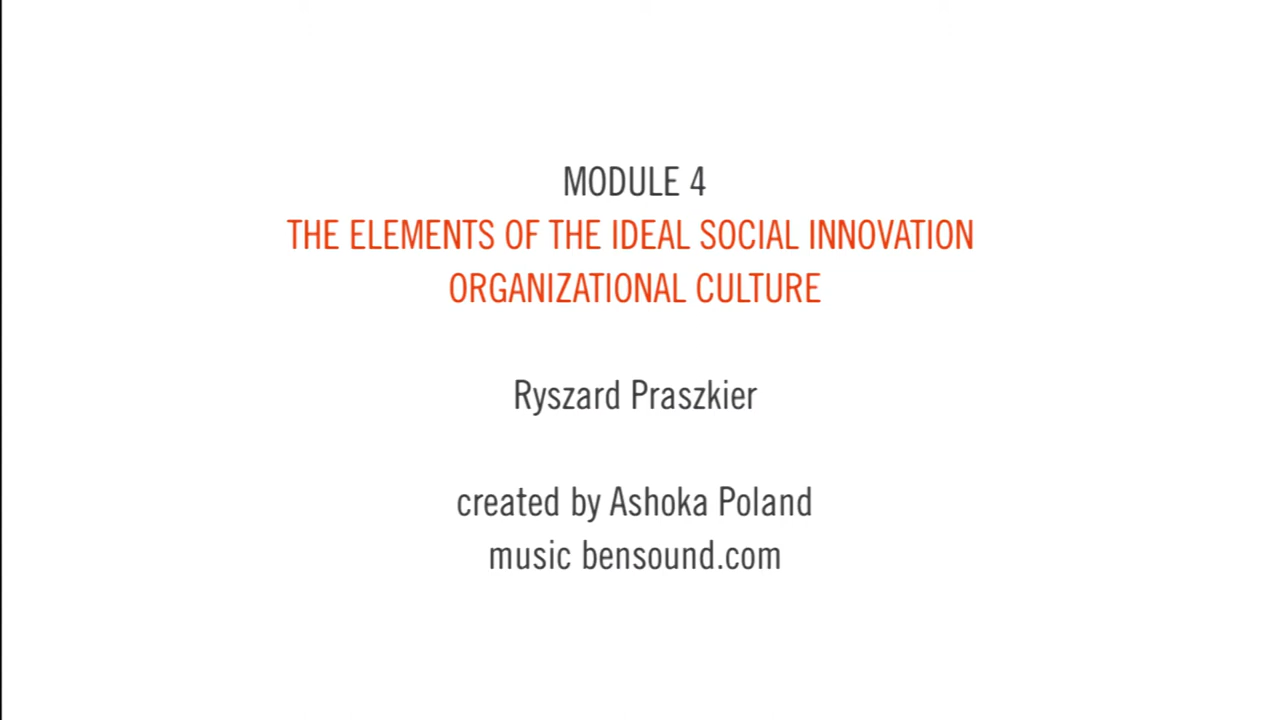 MODULE 4
THE ELEMENTS OF THE IDEAL SOCIAL INNOVATION
ORGANIZATIONAL CULTURE
Ryszard Praszkier
created by Ashoka Poland
music bensound.com